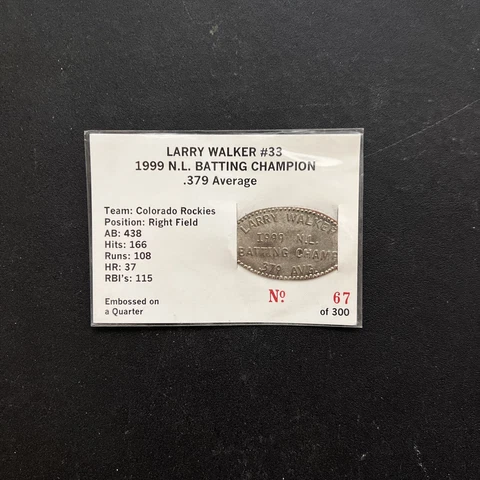 LARRY WALKER #33
1999 N.L. BATTING CHAMPION
.379 Average
Team: Colorado Rockies
Position: Right Field
AB: 438
Hits: 166
Runs: 108
HR: 37
RBI's: 115
Embossed on
a Quarter
LARRY WALKER
1999 N.L.
BATTING CHAMP
.379 AVG.
Nº 67
of 300